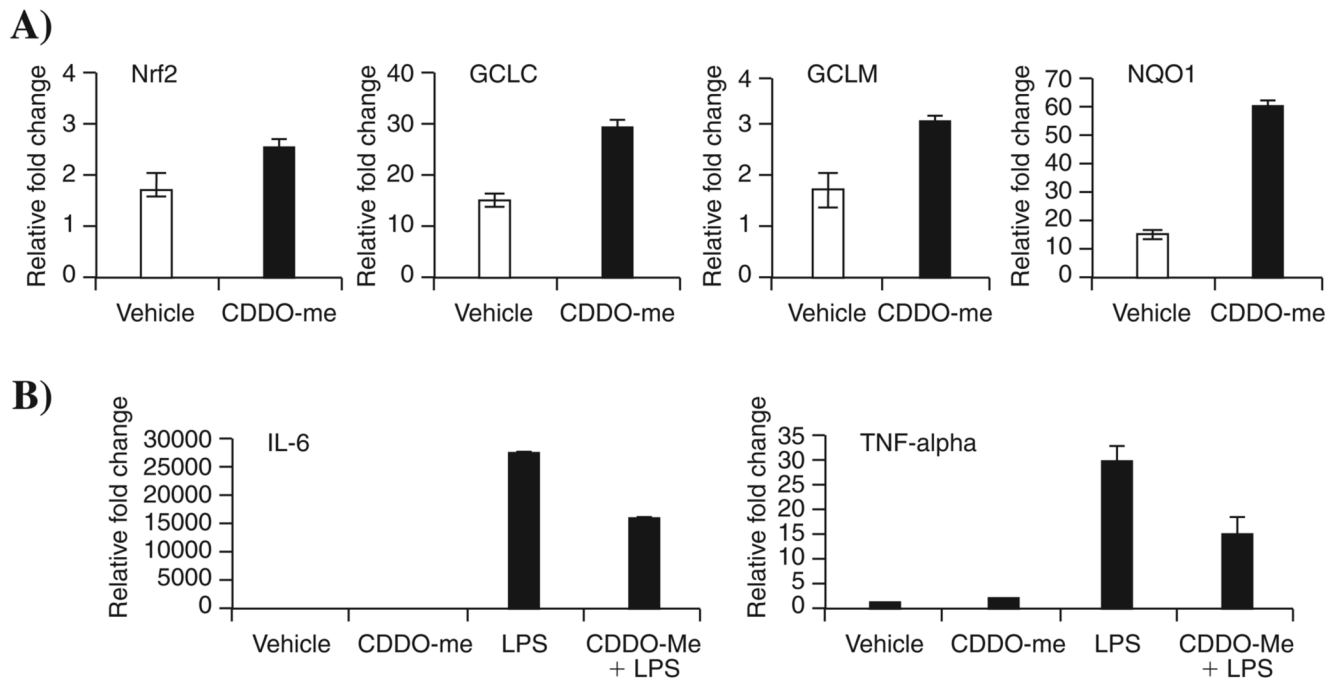 A)
Relative fold change
Nrf2
4
3
2
1
0
Vehicle CDDO-me
Relative fold change
GCLC
40
30
20
10
0
Vehicle CDDO-me
Relative fold change
GCLM
4
3
2
1
0
Vehicle CDDO-me
Relative fold change
NQO1
70
60
50
40
30
20
10
0
Vehicle CDDO-me
B)
Relative fold change
IL-6
30000
25000
20000
15000
10000
5000
0
Vehicle CDDO-me LPS CDDO-Me
+ LPS
Relative fold change
TNF-alpha
35
30
25
20
15
10
5
0
Vehicle CDDO-me LPS CDDO-Me
+ LPS